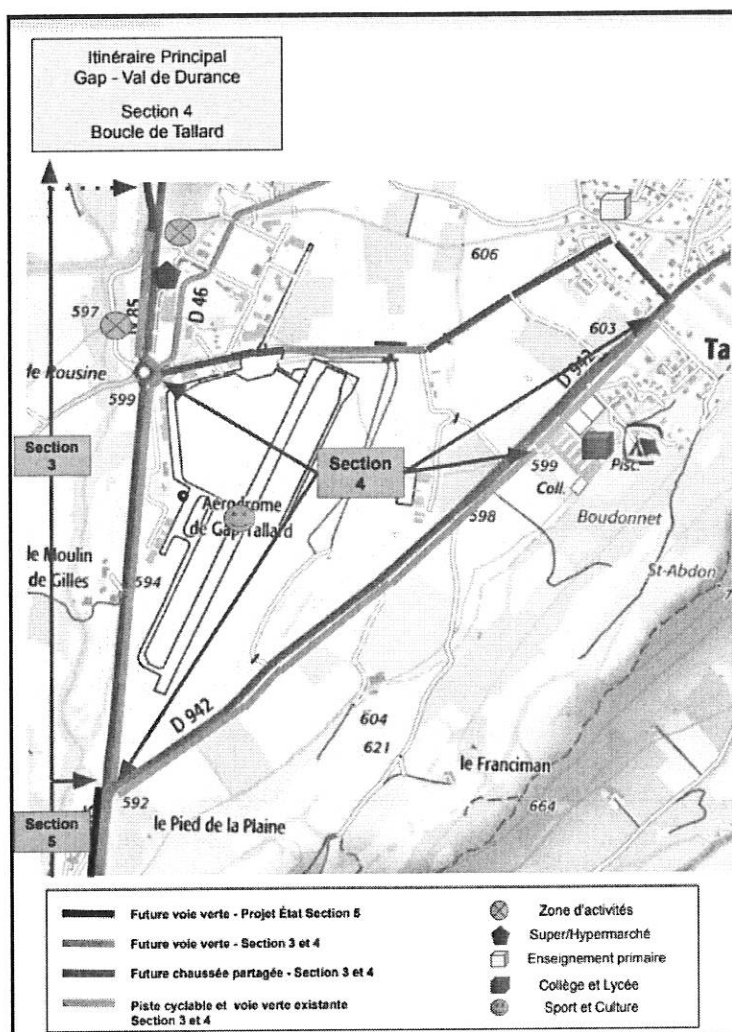 Itinéraire Principal
Gap - Val de Durance
Section 4
Boucle de Tallard
606
597
85
D 46
603
Ta
le Rousine
599
D 942
Section
3
Section
4
599
Pisc.
Coll.
598
Aérodrome
de Gap-Tallard
Boudonnet
le Moulin
de Gilles
594
St-Abdon
D 942
604
621
le Franciman
592
664
Section
5
le Pied de la Plaine
Future voie verte - Projet État Section 5
Future voie verte - Section 3 et 4
Future chaussée partagée - Section 3 et 4
Piste cyclable et voie verte existante
Section 3 et 4
Zone d'activités
Super/Hypermarché
Enseignement primaire
Collège et Lycée
Sport et Culture